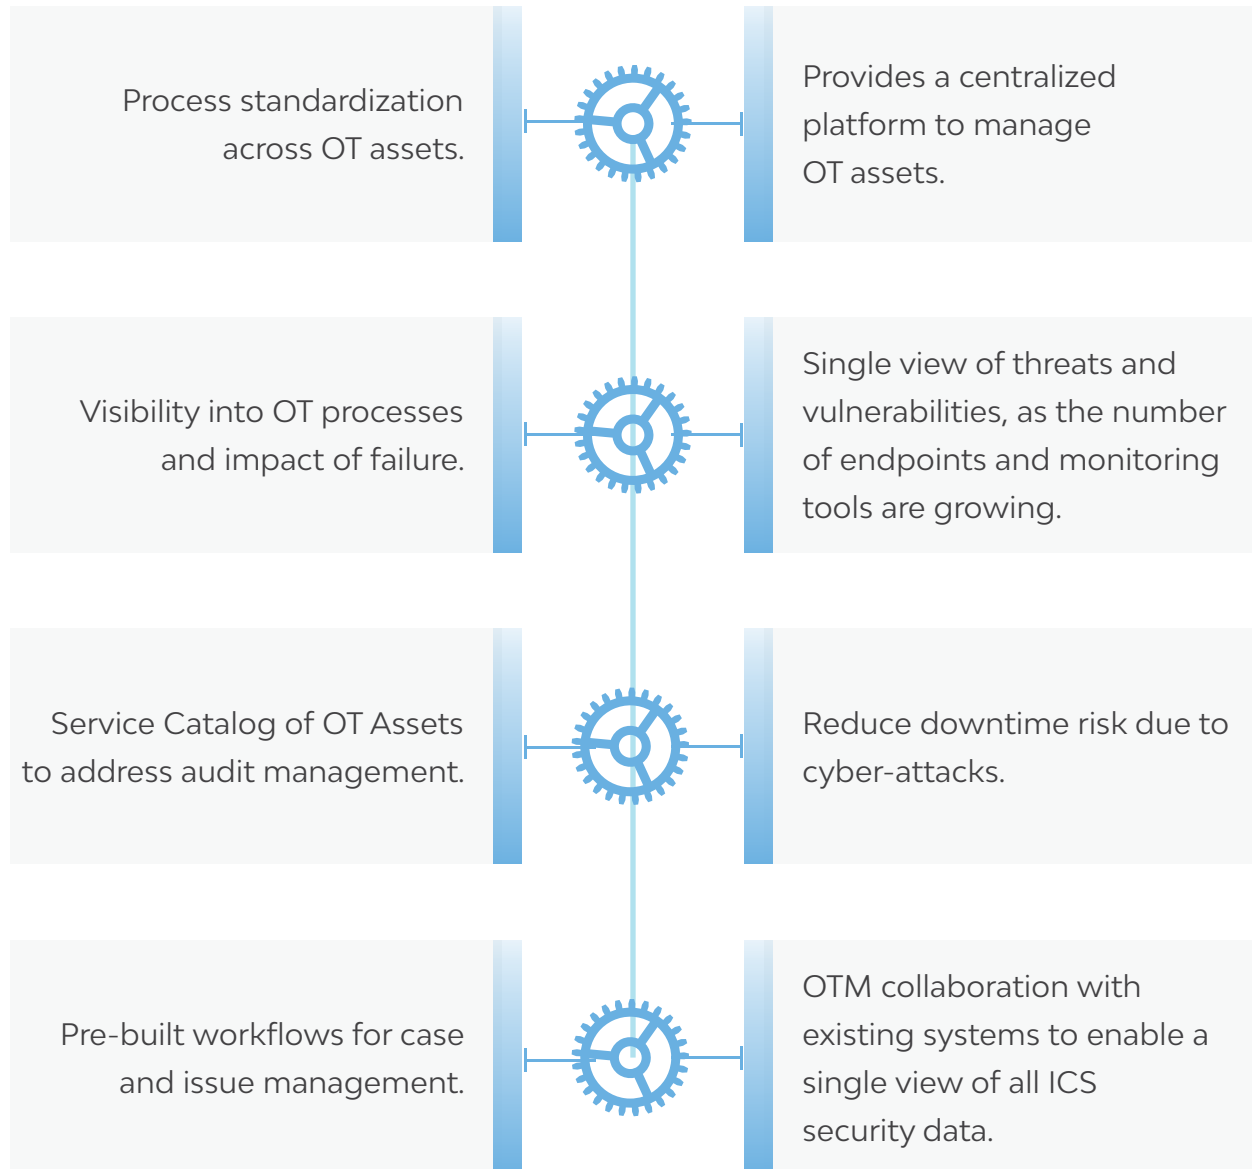 Process standardization
across OT assets.
Provides a centralized
platform to manage
OT assets.
Visibility into OT processes
and impact of failure.
Single view of threats and
vulnerabilities, as the number
of endpoints and monitoring
tools are growing.
Service Catalog of OT Assets
to address audit management.
Reduce downtime risk due to
cyber-attacks.
Pre-built workflows for case
and issue management.
OTM collaboration with
existing systems to enable a
single view of all ICS
security data.